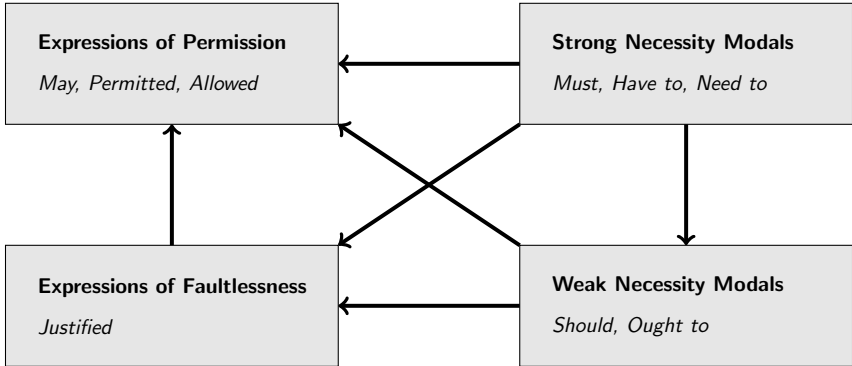 Expressions of Permission
May, Permitted, Allowed
Strong Necessity Modals
Must, Have to, Need to
Expressions of Faultlessness
Justified
Weak Necessity Modals
Should, Ought to